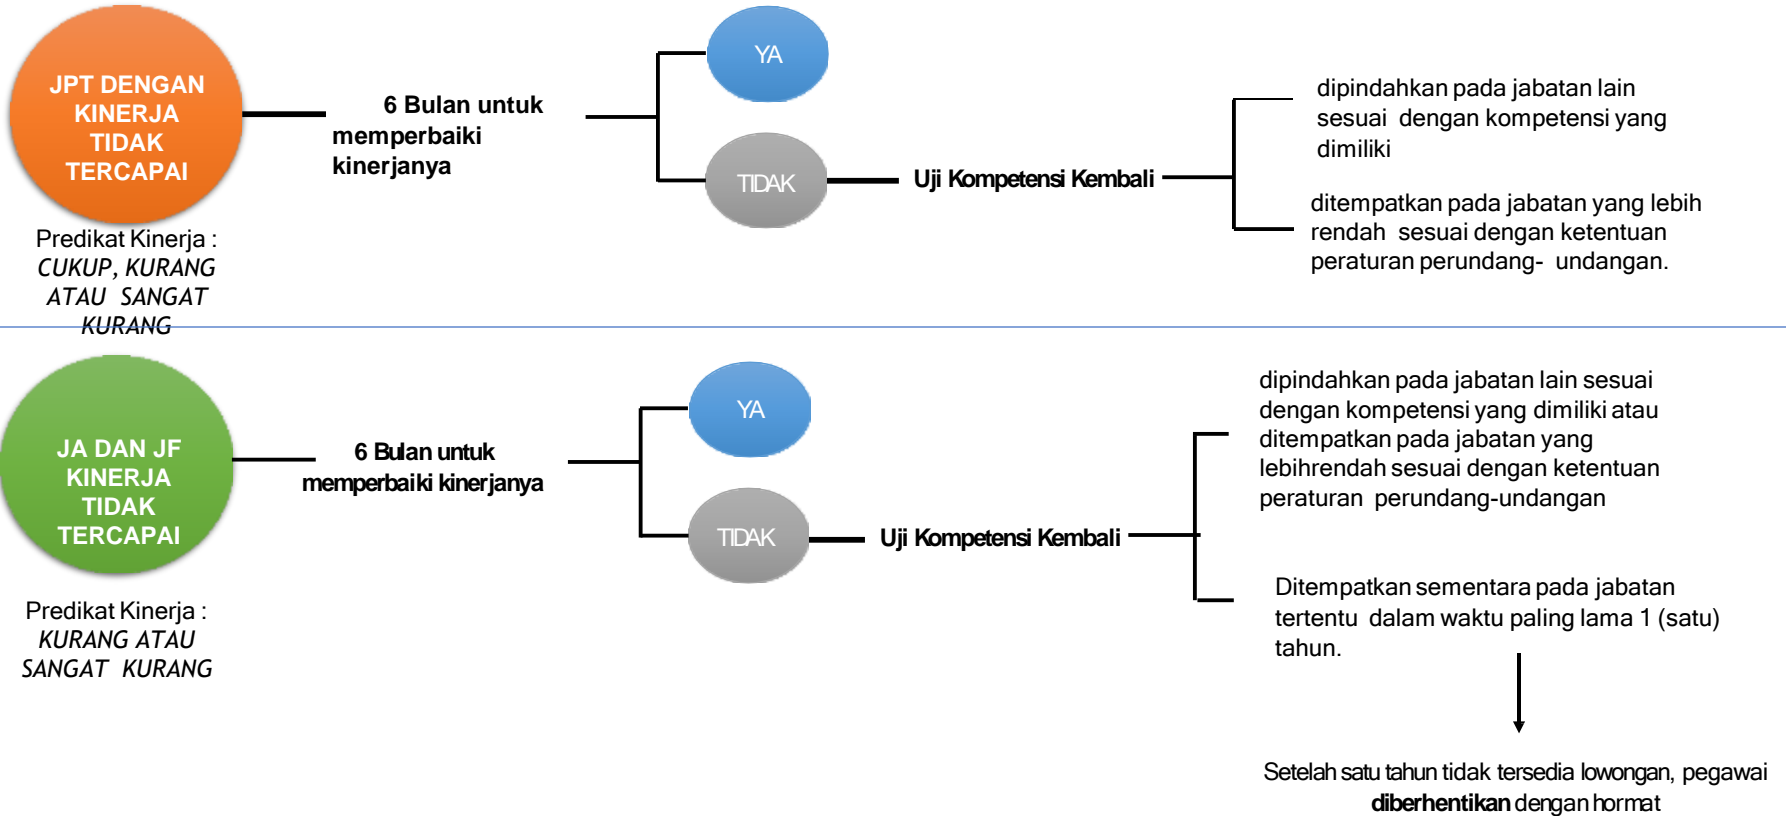 JPT DENGAN
KINERJA
TIDAK
TERCAPAI
Predikat Kinerja :
CUKUP, KURANG
ATAU SANGAT
KURANG
6 Bulan untuk
memperbaiki
kinerjanya
YA
TIDAK
Uji Kompetensi Kembali
dipindahkan pada jabatan lain
sesuai dengan kompetensi yang
dimiliki
ditempatkan pada jabatan yang lebih
rendah sesuai dengan ketentuan
peraturan perundang- undangan.
JA DAN JF
KINERJA
TIDAK
TERCAPAI
Predikat Kinerja :
KURANG ATAU
SANGAT KURANG
6 Bulan untuk
memperbaiki kinerjanya
YA
TIDAK
Uji Kompetensi Kembali
dipindahkan pada jabatan lain sesuai
dengan kompetensi yang dimiliki atau
ditempatkan pada jabatan yang
lebihrendah sesuai dengan ketentuan
peraturan perundang-undangan
Ditempatkan sementara pada jabatan
tertentu dalam waktu paling lama 1 (satu)
tahun.
Setelah satu tahun tidak tersedia lowongan, pegawai
diberhentikan dengan hormat